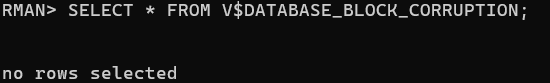 RMAN> SELECT * FROM V$DATABASE_BLOCK_CORRUPTION;
no rows selected